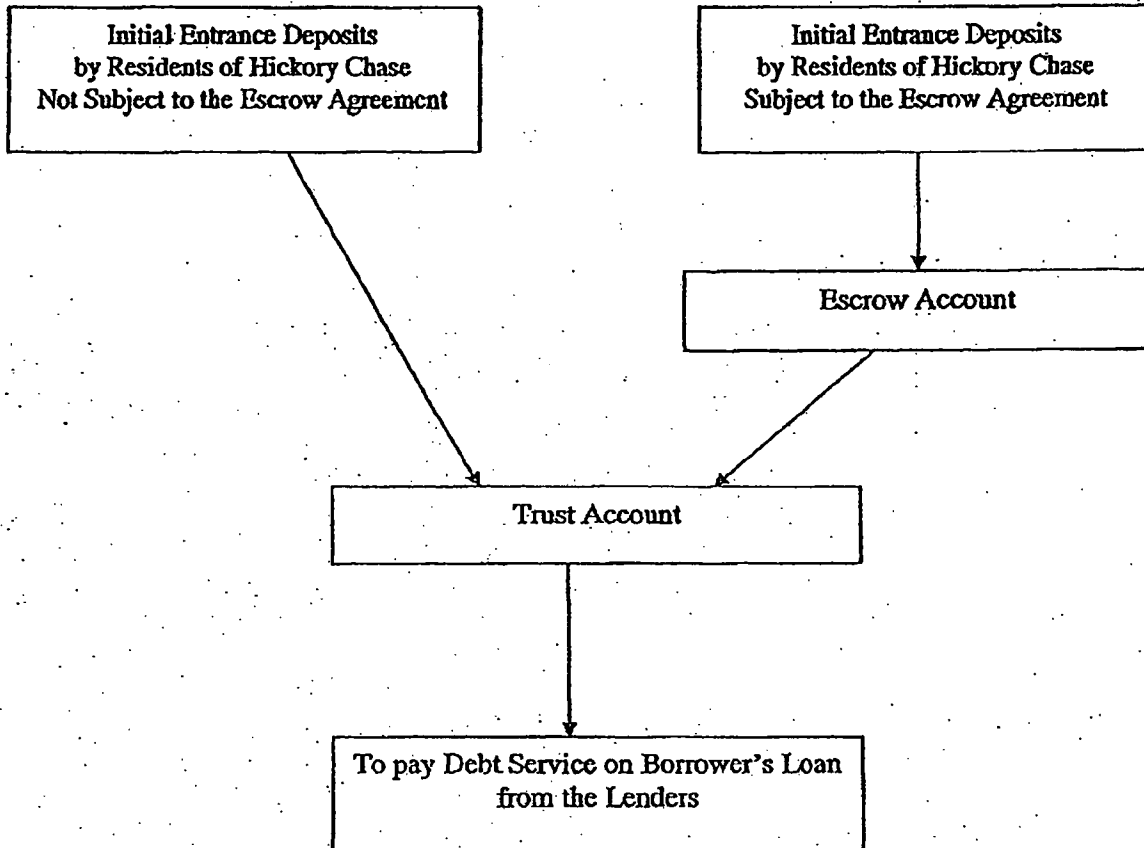 Initial Entrance Deposits
by Residents of Hickory Chase
Not Subject to the Escrow Agreement
Initial Entrance Deposits
by Residents of Hickory Chase
Subject to the Escrow Agreement
Escrow Account
Trust Account
To pay Debt Service on Borrower's Loan
from the Lenders